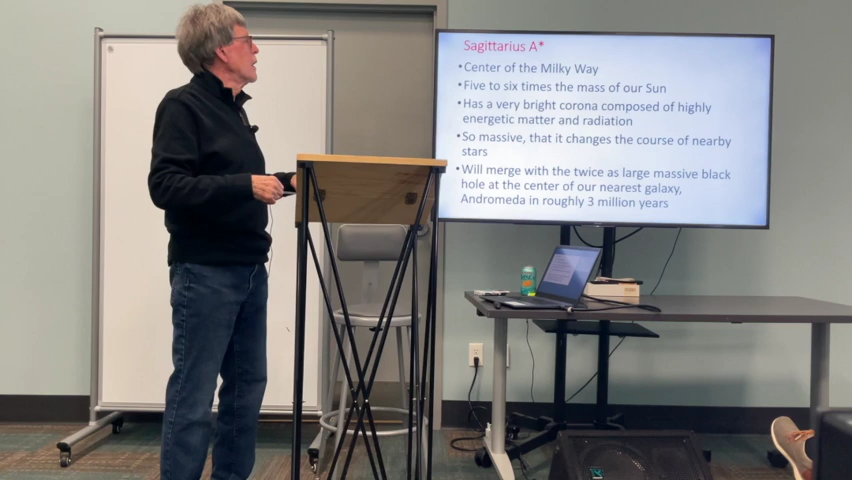 Sagittarius A*
•Center of the Milky Way
•Five to six times the mass of our Sun
•Has a very bright corona composed of highly
energetic matter and radiation
•So massive, that it changes the course of nearby
stars
•Will merge with the twice as large massive black
hole at the center of our nearest galaxy,
Andromeda in roughly 3 million years